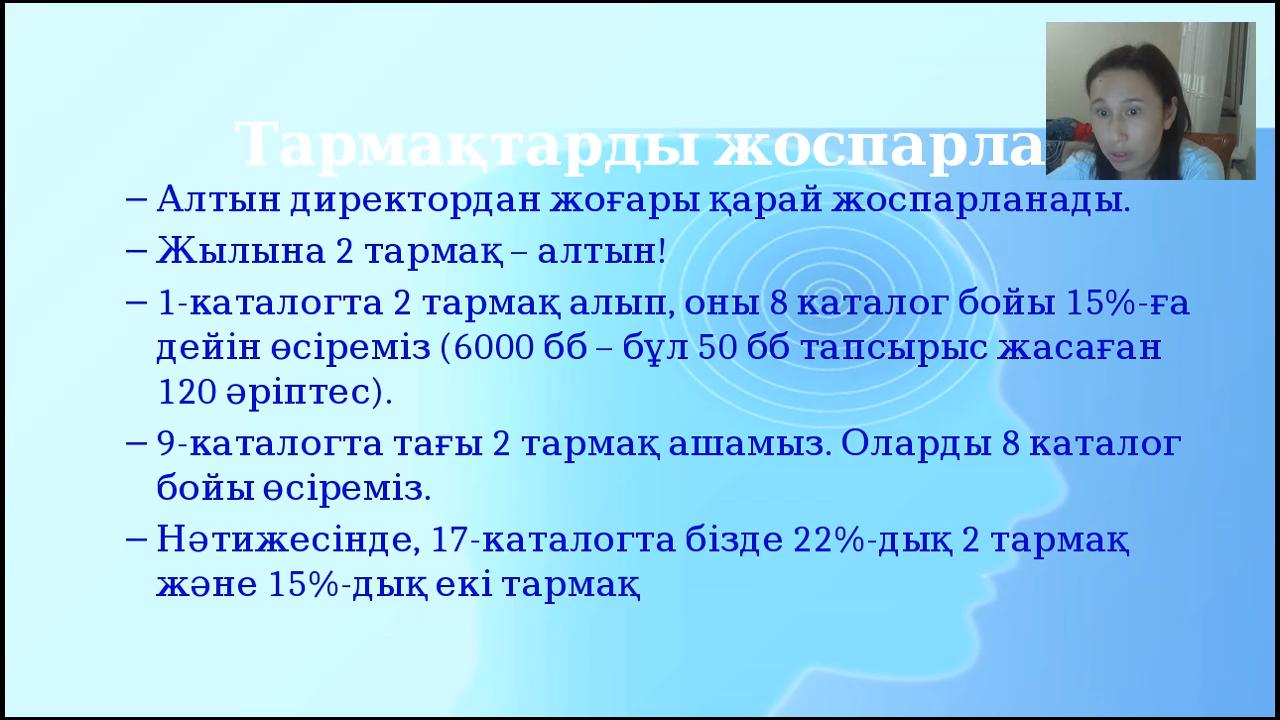 Тармақтарды жоспарла
– Алтын директордан жоғары қарай жоспарланады.
– Жылына 2 тармақ – алтын!
– 1-каталогта 2 тармақ алып, оны 8 каталог бойы 15%-ға
дейін өсіреміз (6000 бб – бұл 50 бб тапсырыс жасаған
120 әріптес).
– 9-каталогта тағы 2 тармақ ашамыз. Оларды 8 каталог
бойы өсіреміз.
– Нәтижесінде, 17-каталогта бізде 22%-дық 2 тармақ
және 15%-дық екі тармақ